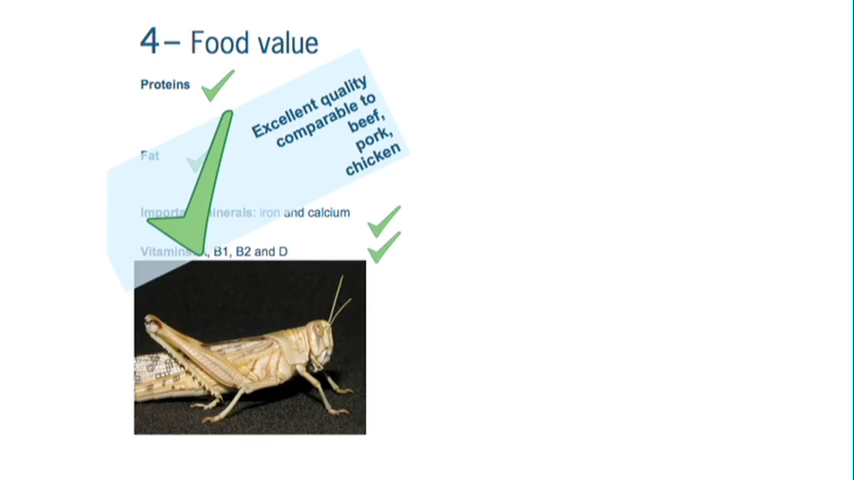 4 – Food value
Proteins
Excellent quality
comparable to
beef,
pork,
chicken
Fat
minerals: iron and calcium
B1, B2 and D